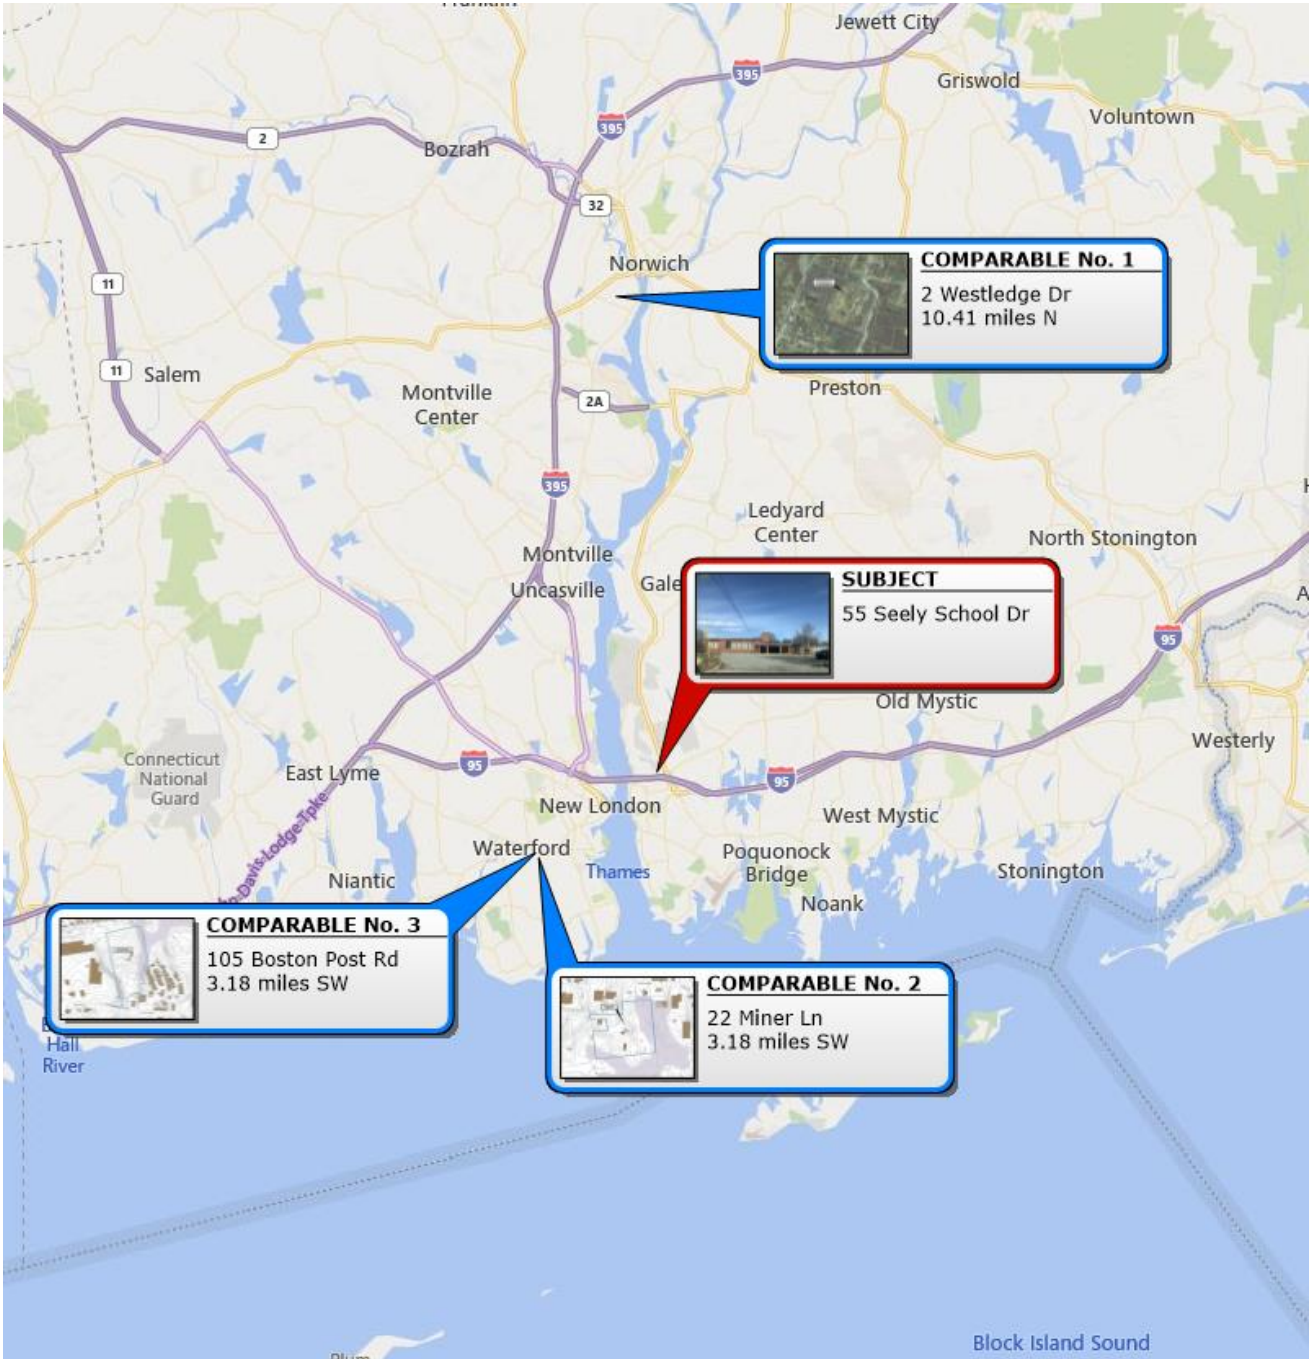 Jewett City
395
Griswold
Voluntown
395
2
Bozrah
32
Norwich
COMPARABLE No. 1
2 Westledge Dr
10.41 miles N
11
11
Salem
Montville
Center
2A
Preston
395
Ledyard
Center
North Stonington
Montville
Uncasville
Gale
SUBJECT
55 Seely School Dr
95
Old Mystic
Westerly
Connecticut
National
Guard
East Lyme
95
95
New London
West Mystic
Waterford
Thames
Poquonock
Bridge
Stonington
Niantic
Noank
Davis-Lodge-Tpke
COMPARABLE No. 3
105 Boston Post Rd
3.18 miles SW
COMPARABLE No. 2
22 Miner Ln
3.18 miles SW
Hall
River
Block Island Sound